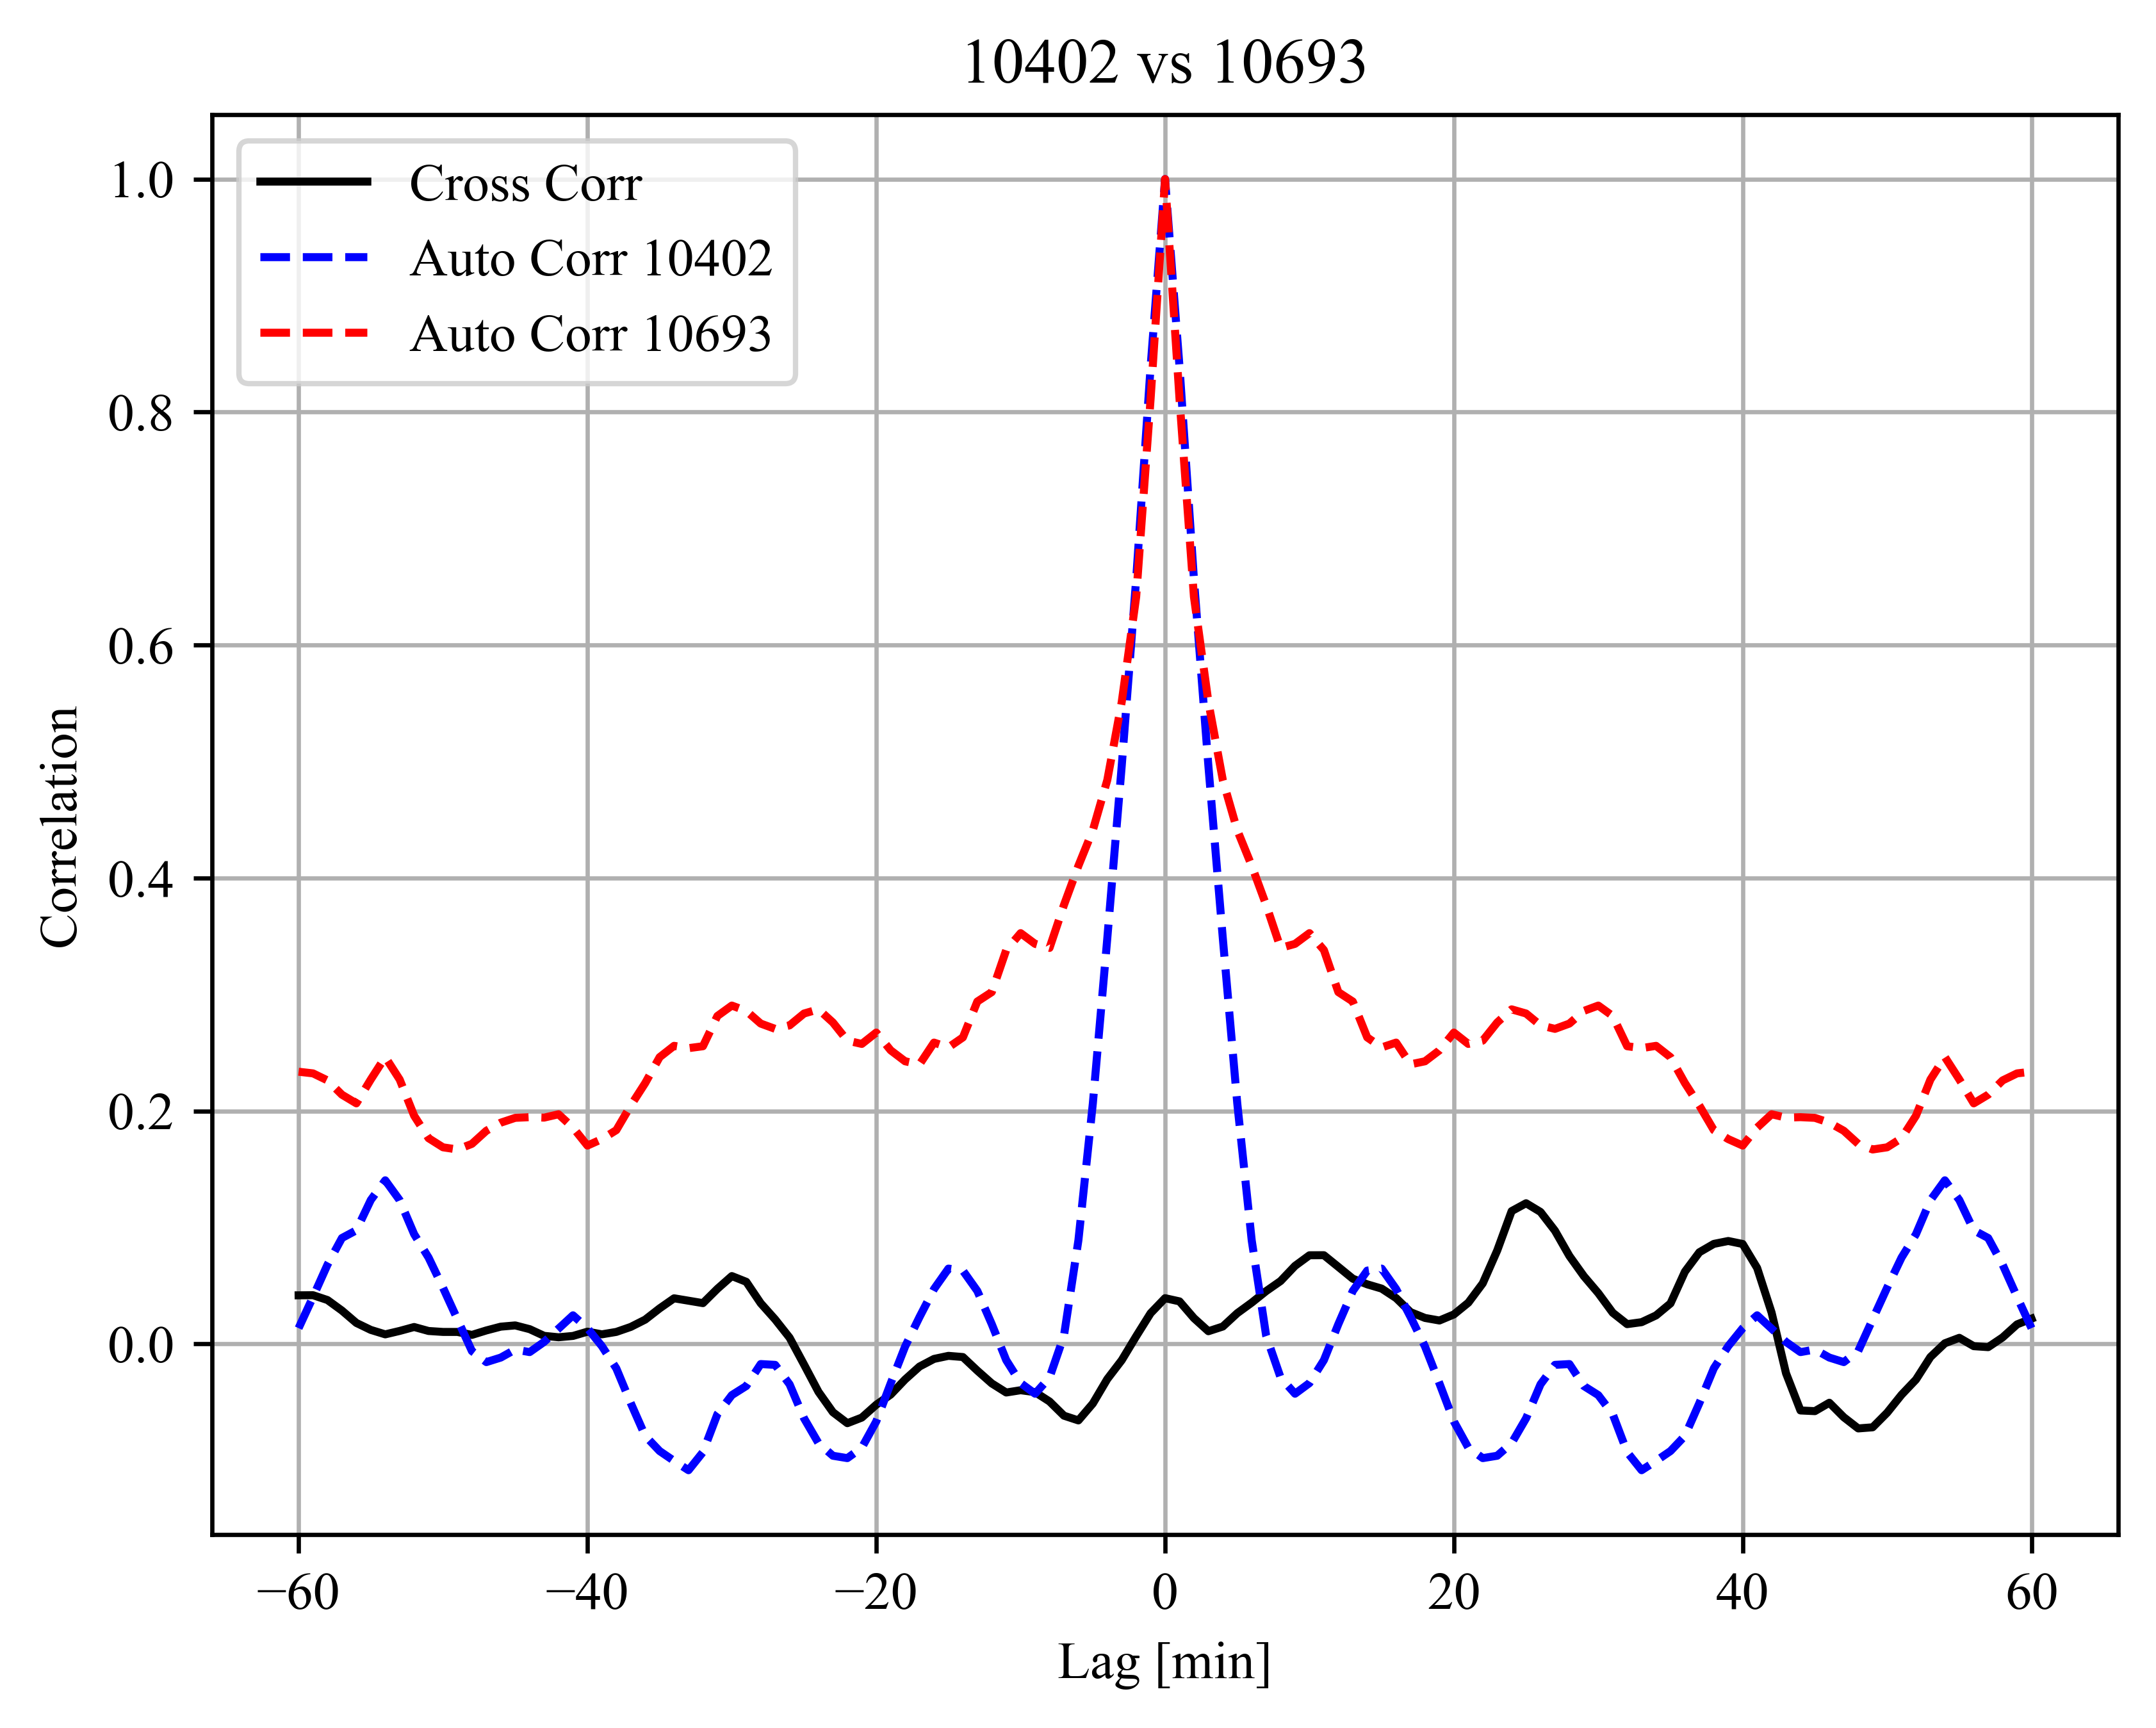 10402 vs 10693
1.0
0.8
0.6
0.4
0.2
0.0
Correlation
Cross Corr
Auto Corr 10402
Auto Corr 10693
−60 −40 −20 0 20 40 60
Lag [min]